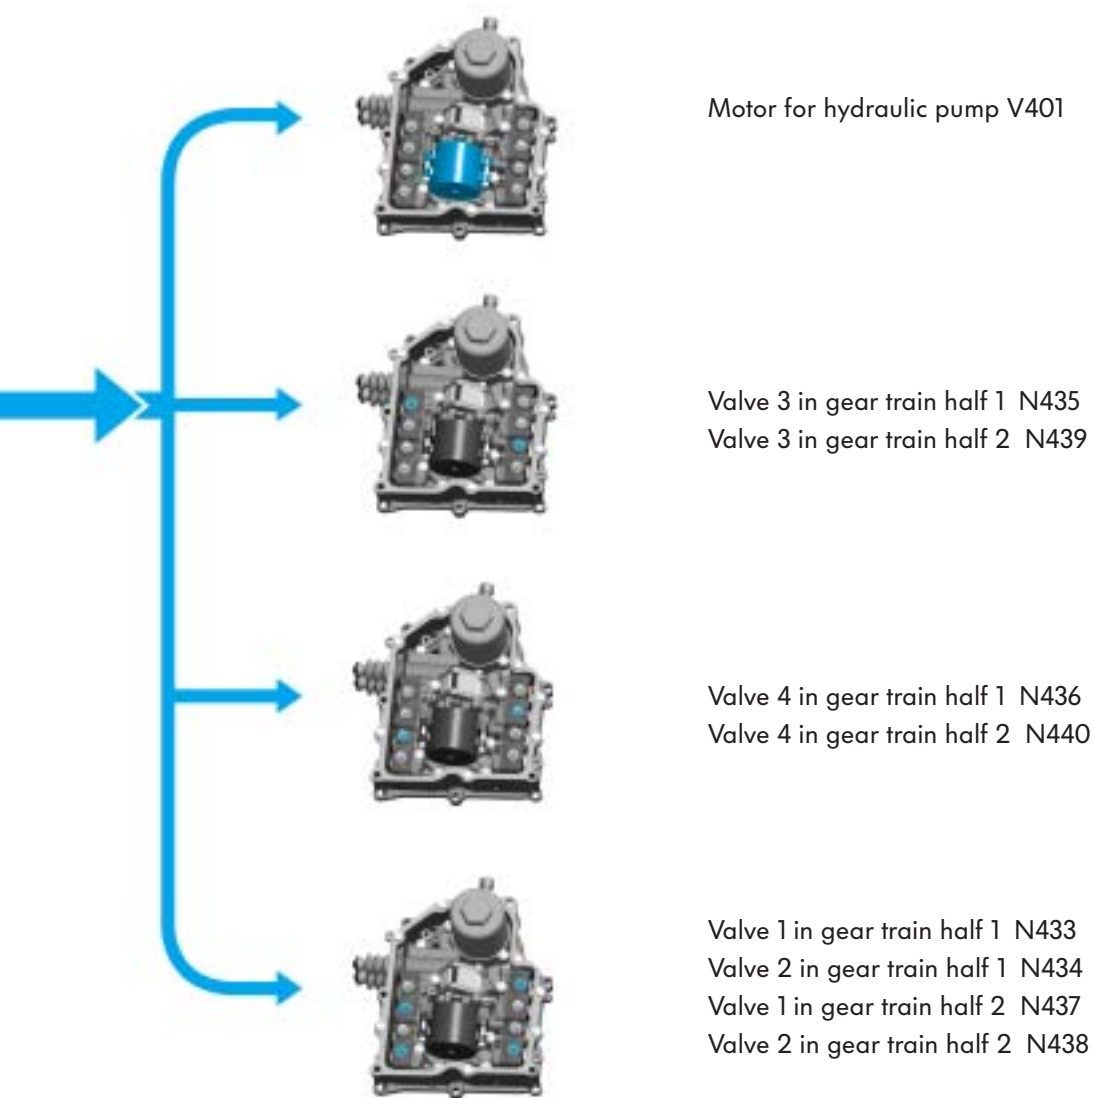 Motor for hydraulic pump V401
Valve 3 in gear train half 1 N435
Valve 3 in gear train half 2 N439
Valve 4 in gear train half 1 N436
Valve 4 in gear train half 2 N440
Valve 1 in gear train half 1 N433
Valve 2 in gear train half 1 N434
Valve 1 in gear train half 2 N437
Valve 2 in gear train half 2 N438